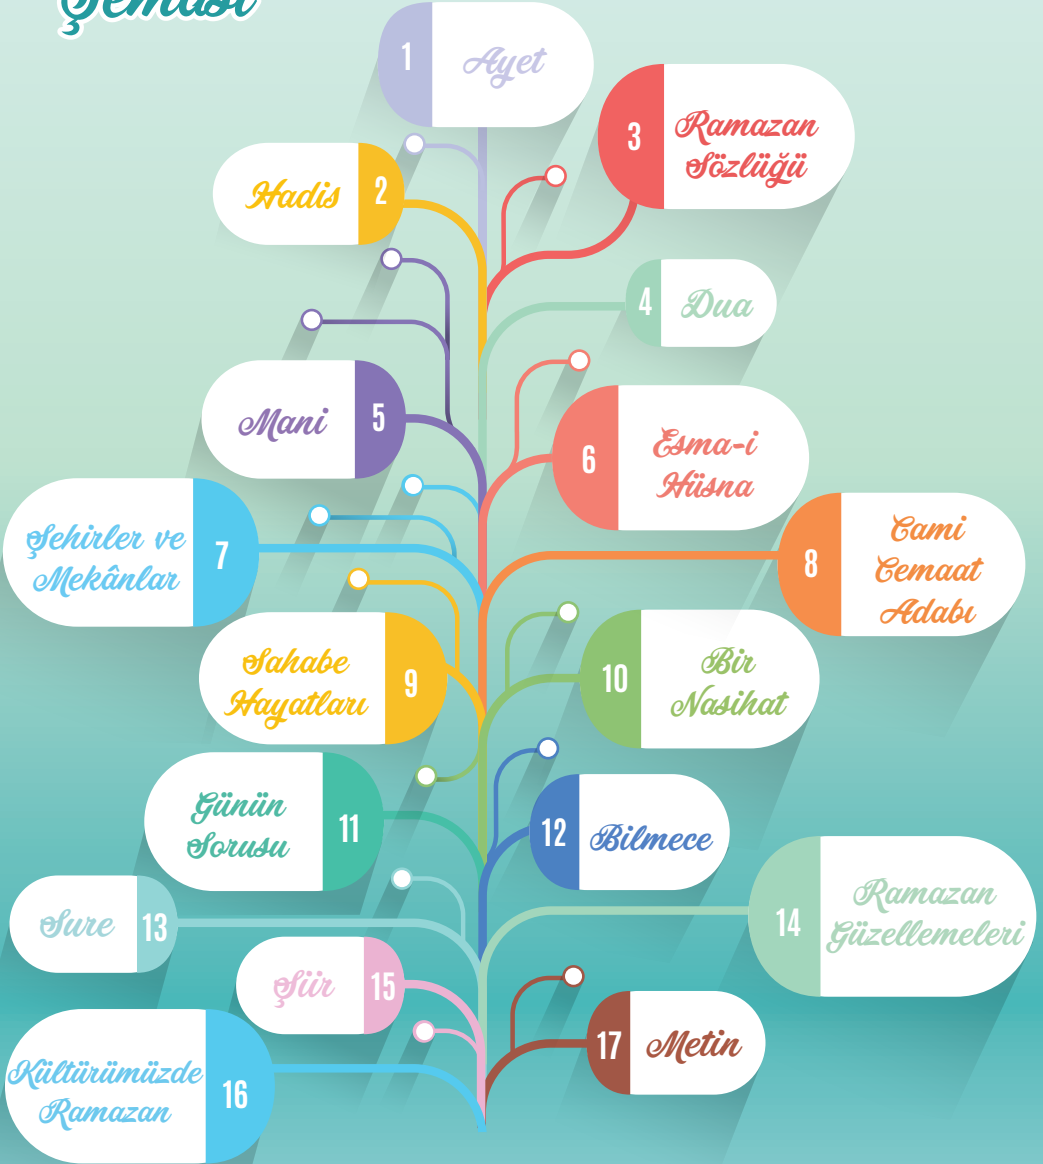 Şeması
1
Ayet
Hadis
2
3
Ramazan
Sözlüğü
4
Dua
Mani
5
6
Esma-i
Hüsna
Şehirler ve
Mekânlar
7
8
Cami
Cemaat
Adabı
Sahabe
Hayatları
9
10
Bir
Nasihat
Günün
Sorusu
11
12
Bilmece
Sure
13
14
Ramazan
Güzellemeleri
Şiir
15
Kültürümüzde
Ramazan
16
17
Metin